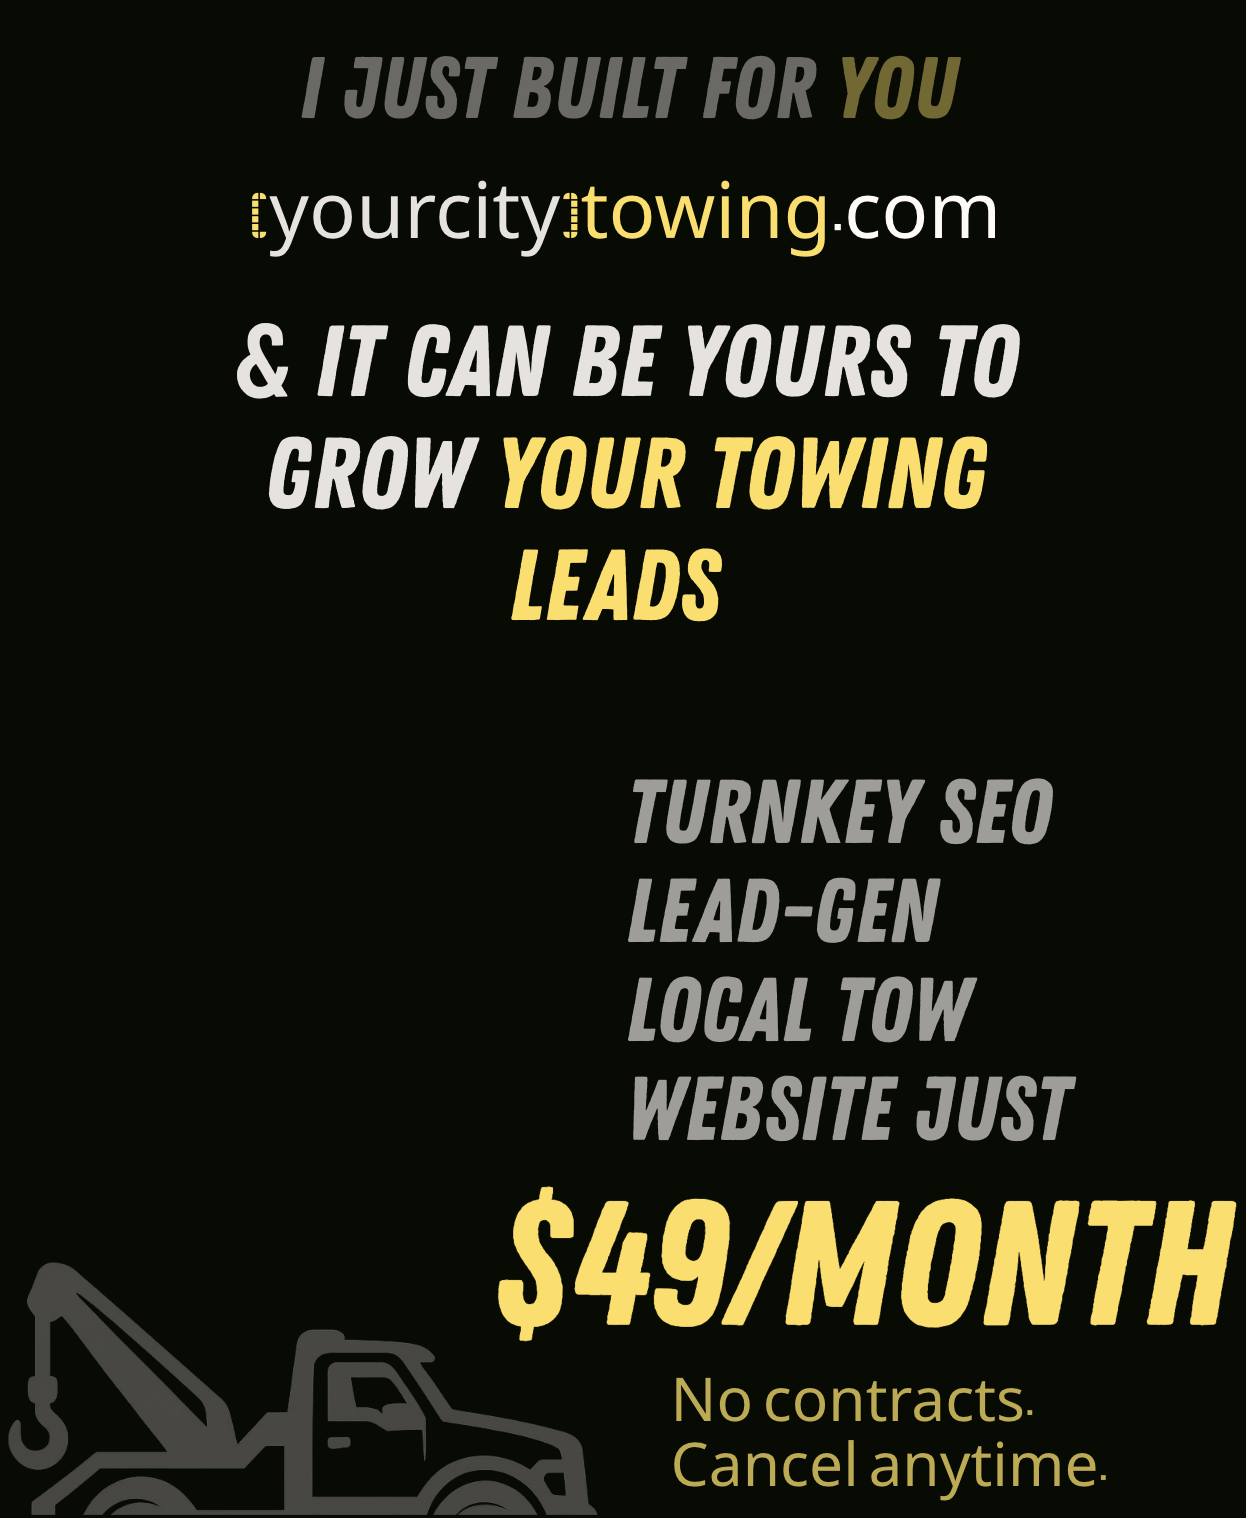 I JUST BUILT FOR YOU
[yourcity]towing.com
& IT CAN BE YOURS TO
GROW YOUR TOWING
LEADS
TURNKEY SEO
LEAD-GEN
LOCAL TOW
WEBSITE JUST
$49/MONTH
No contracts.
Cancel anytime.